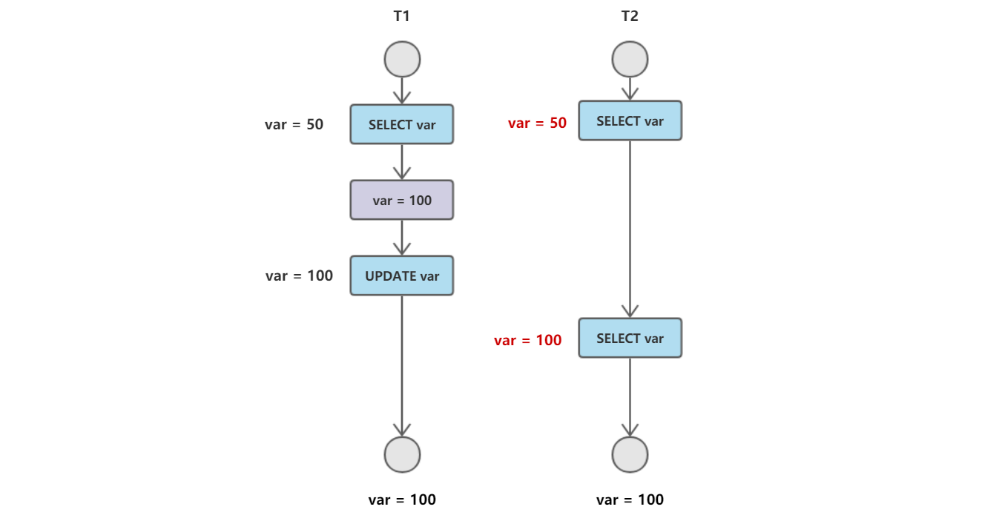 T1
T2
var = 50
SELECT var
var = 50
SELECT var
var = 100
var = 100
UPDATE var
var = 100
SELECT var
var = 100
var = 100